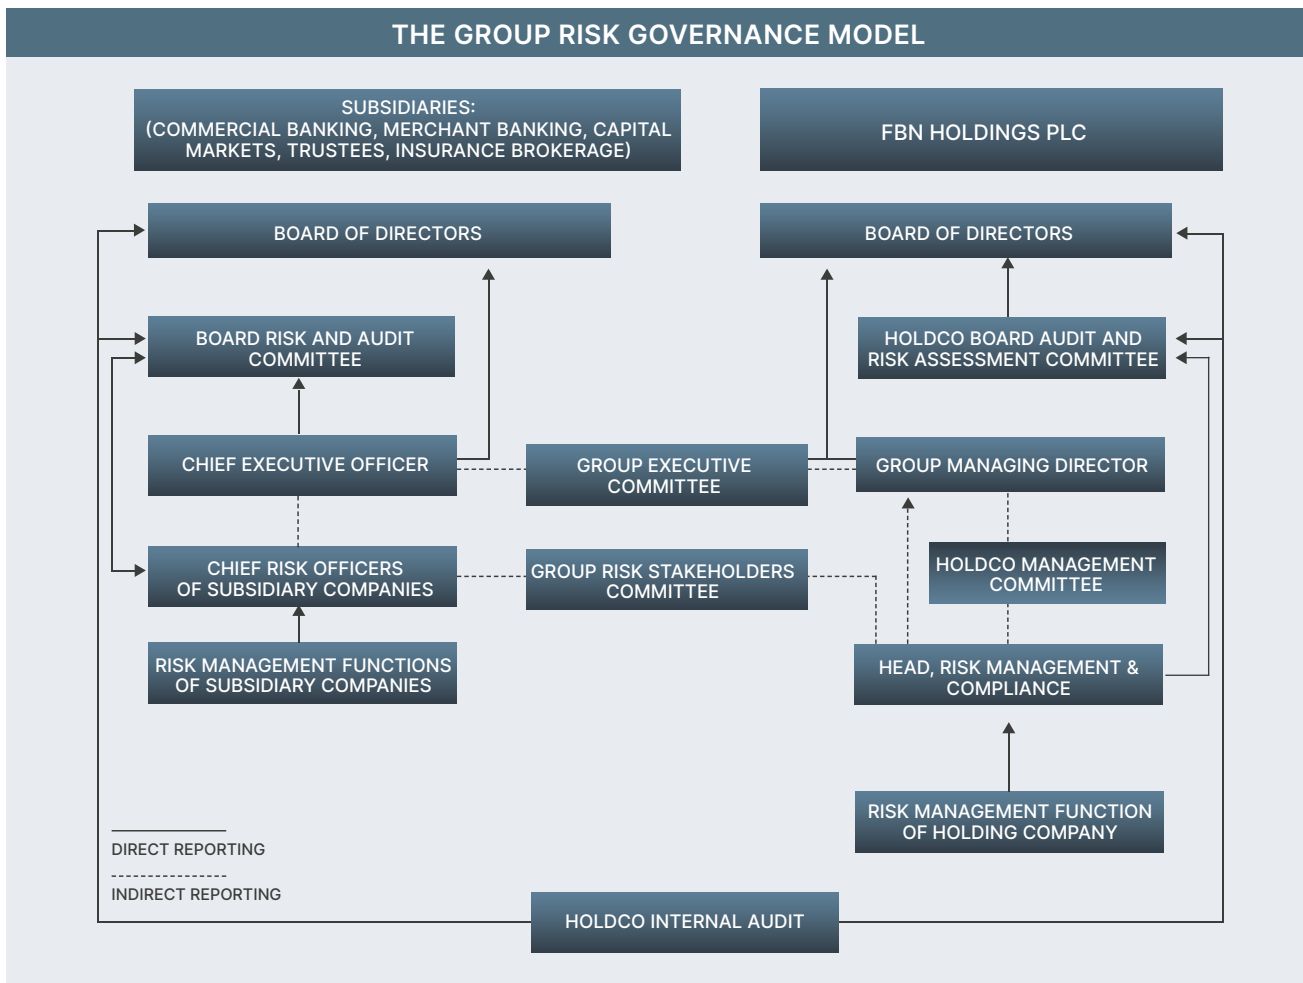 THE GROUP RISK GOVERNANCE MODEL
SUBSIDIARIES:
(COMMERCIAL BANKING, MERCHANT BANKING, CAPITAL
MARKETS, TRUSTEES, INSURANCE BROKERAGE)
FBN HOLDINGS PLC
BOARD OF DIRECTORS
BOARD OF DIRECTORS
BOARD RISK AND AUDIT
COMMITTEE
HOLDCO BOARD AUDIT AND
RISK ASSESSMENT COMMITTEE
CHIEF EXECUTIVE OFFICER
GROUP EXECUTIVE
COMMITTEE
GROUP MANAGING DIRECTOR
CHIEF RISK OFFICERS
OF SUBSIDIARY COMPANIES
GROUP RISK STAKEHOLDERS
COMMITTEE
HOLDCO MANAGEMENT
COMMITTEE
RISK MANAGEMENT FUNCTIONS
OF SUBSIDIARY COMPANIES
HEAD, RISK MANAGEMENT &
COMPLIANCE
RISK MANAGEMENT FUNCTION
OF HOLDING COMPANY
DIRECT REPORTING
INDIRECT REPORTING
HOLDCO INTERNAL AUDIT